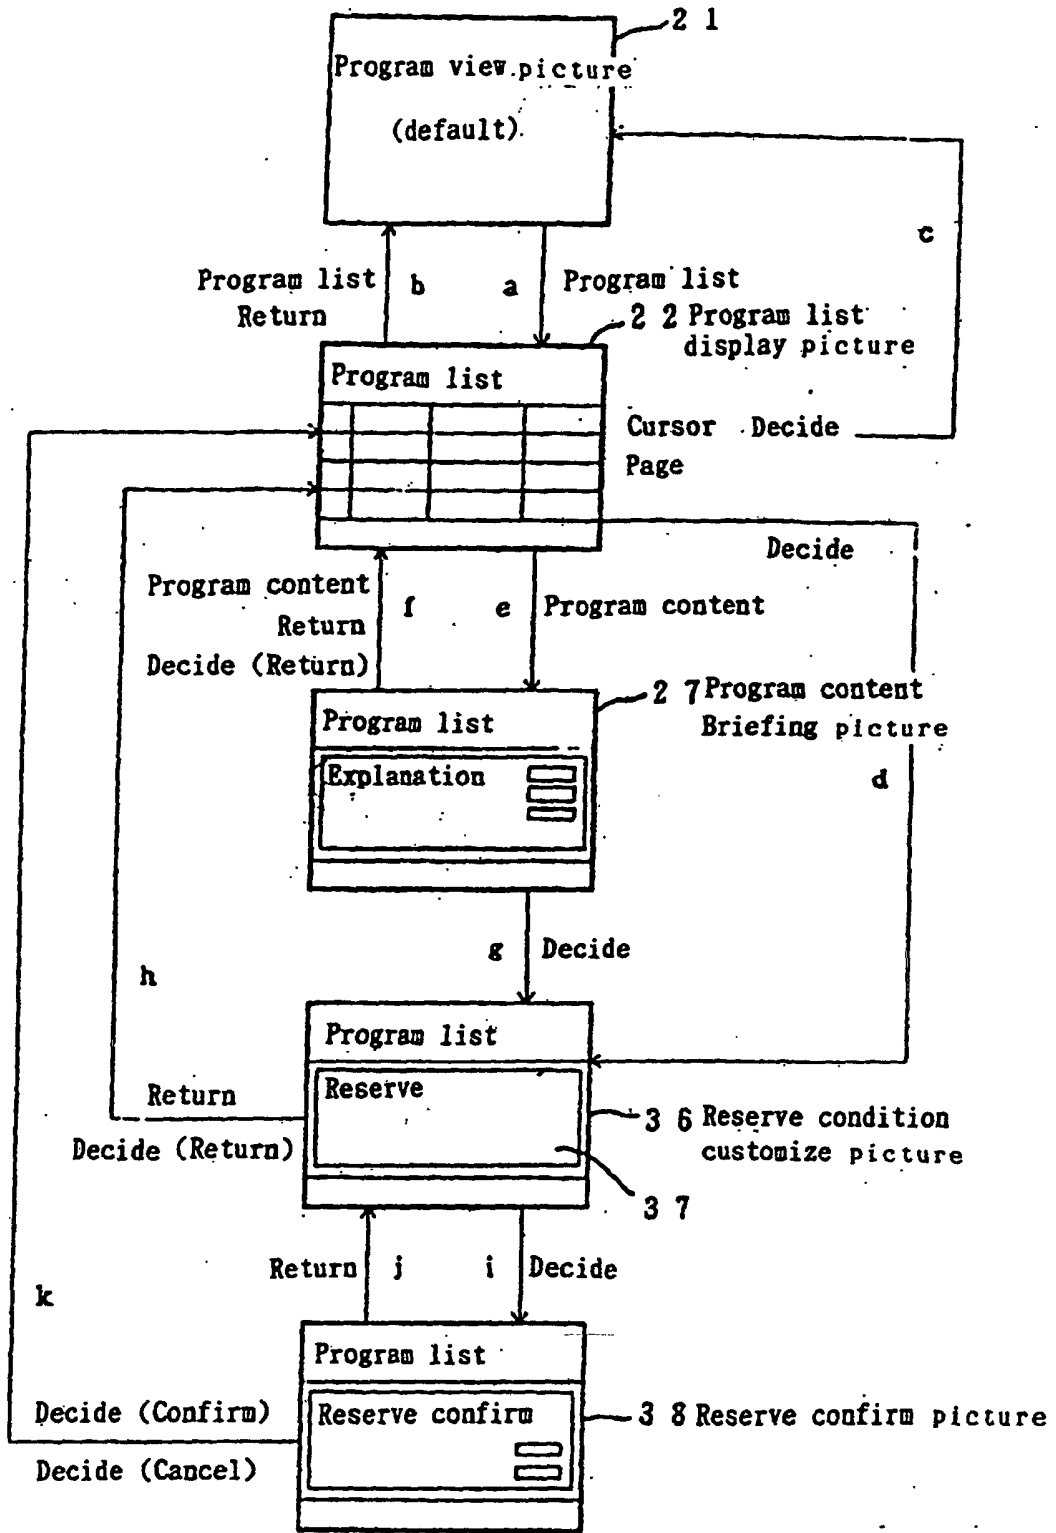 2 1
Program view picture
(default)
c
Program list
Return
b
a
Program list
2 2 Program list
display picture
Program list
Cursor Decide
Page
Decide
Program content
Return
Decide (Return)
f
e
Program content
2 7 Program content
Briefing picture
Program list
Explanation
d
g
Decide
h
Program list
Reserve
Return
Decide (Return)
3 6 Reserve condition
customize picture
3 7
Return
j
i
Decide
k
Program list
Reserve confirm
Decide (Confirm)
Decide (Cancel)
3 8 Reserve confirm picture